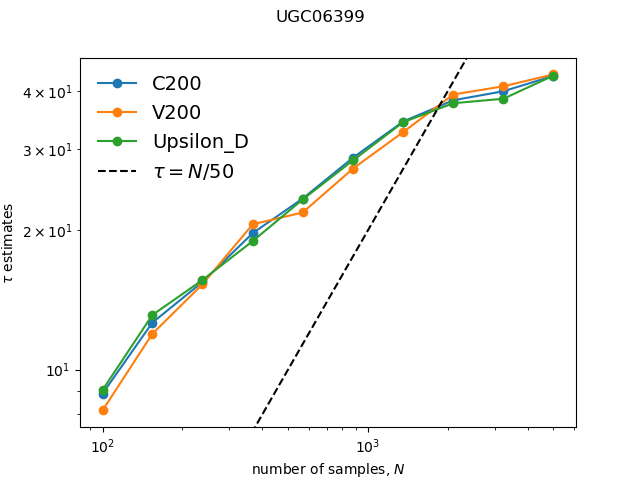 UGC06399
C200
V200
Upsilon_D
τ = N/50
4 × 10¹
3 × 10¹
2 × 10¹
10¹
τ estimates
10² 10³
number of samples, N